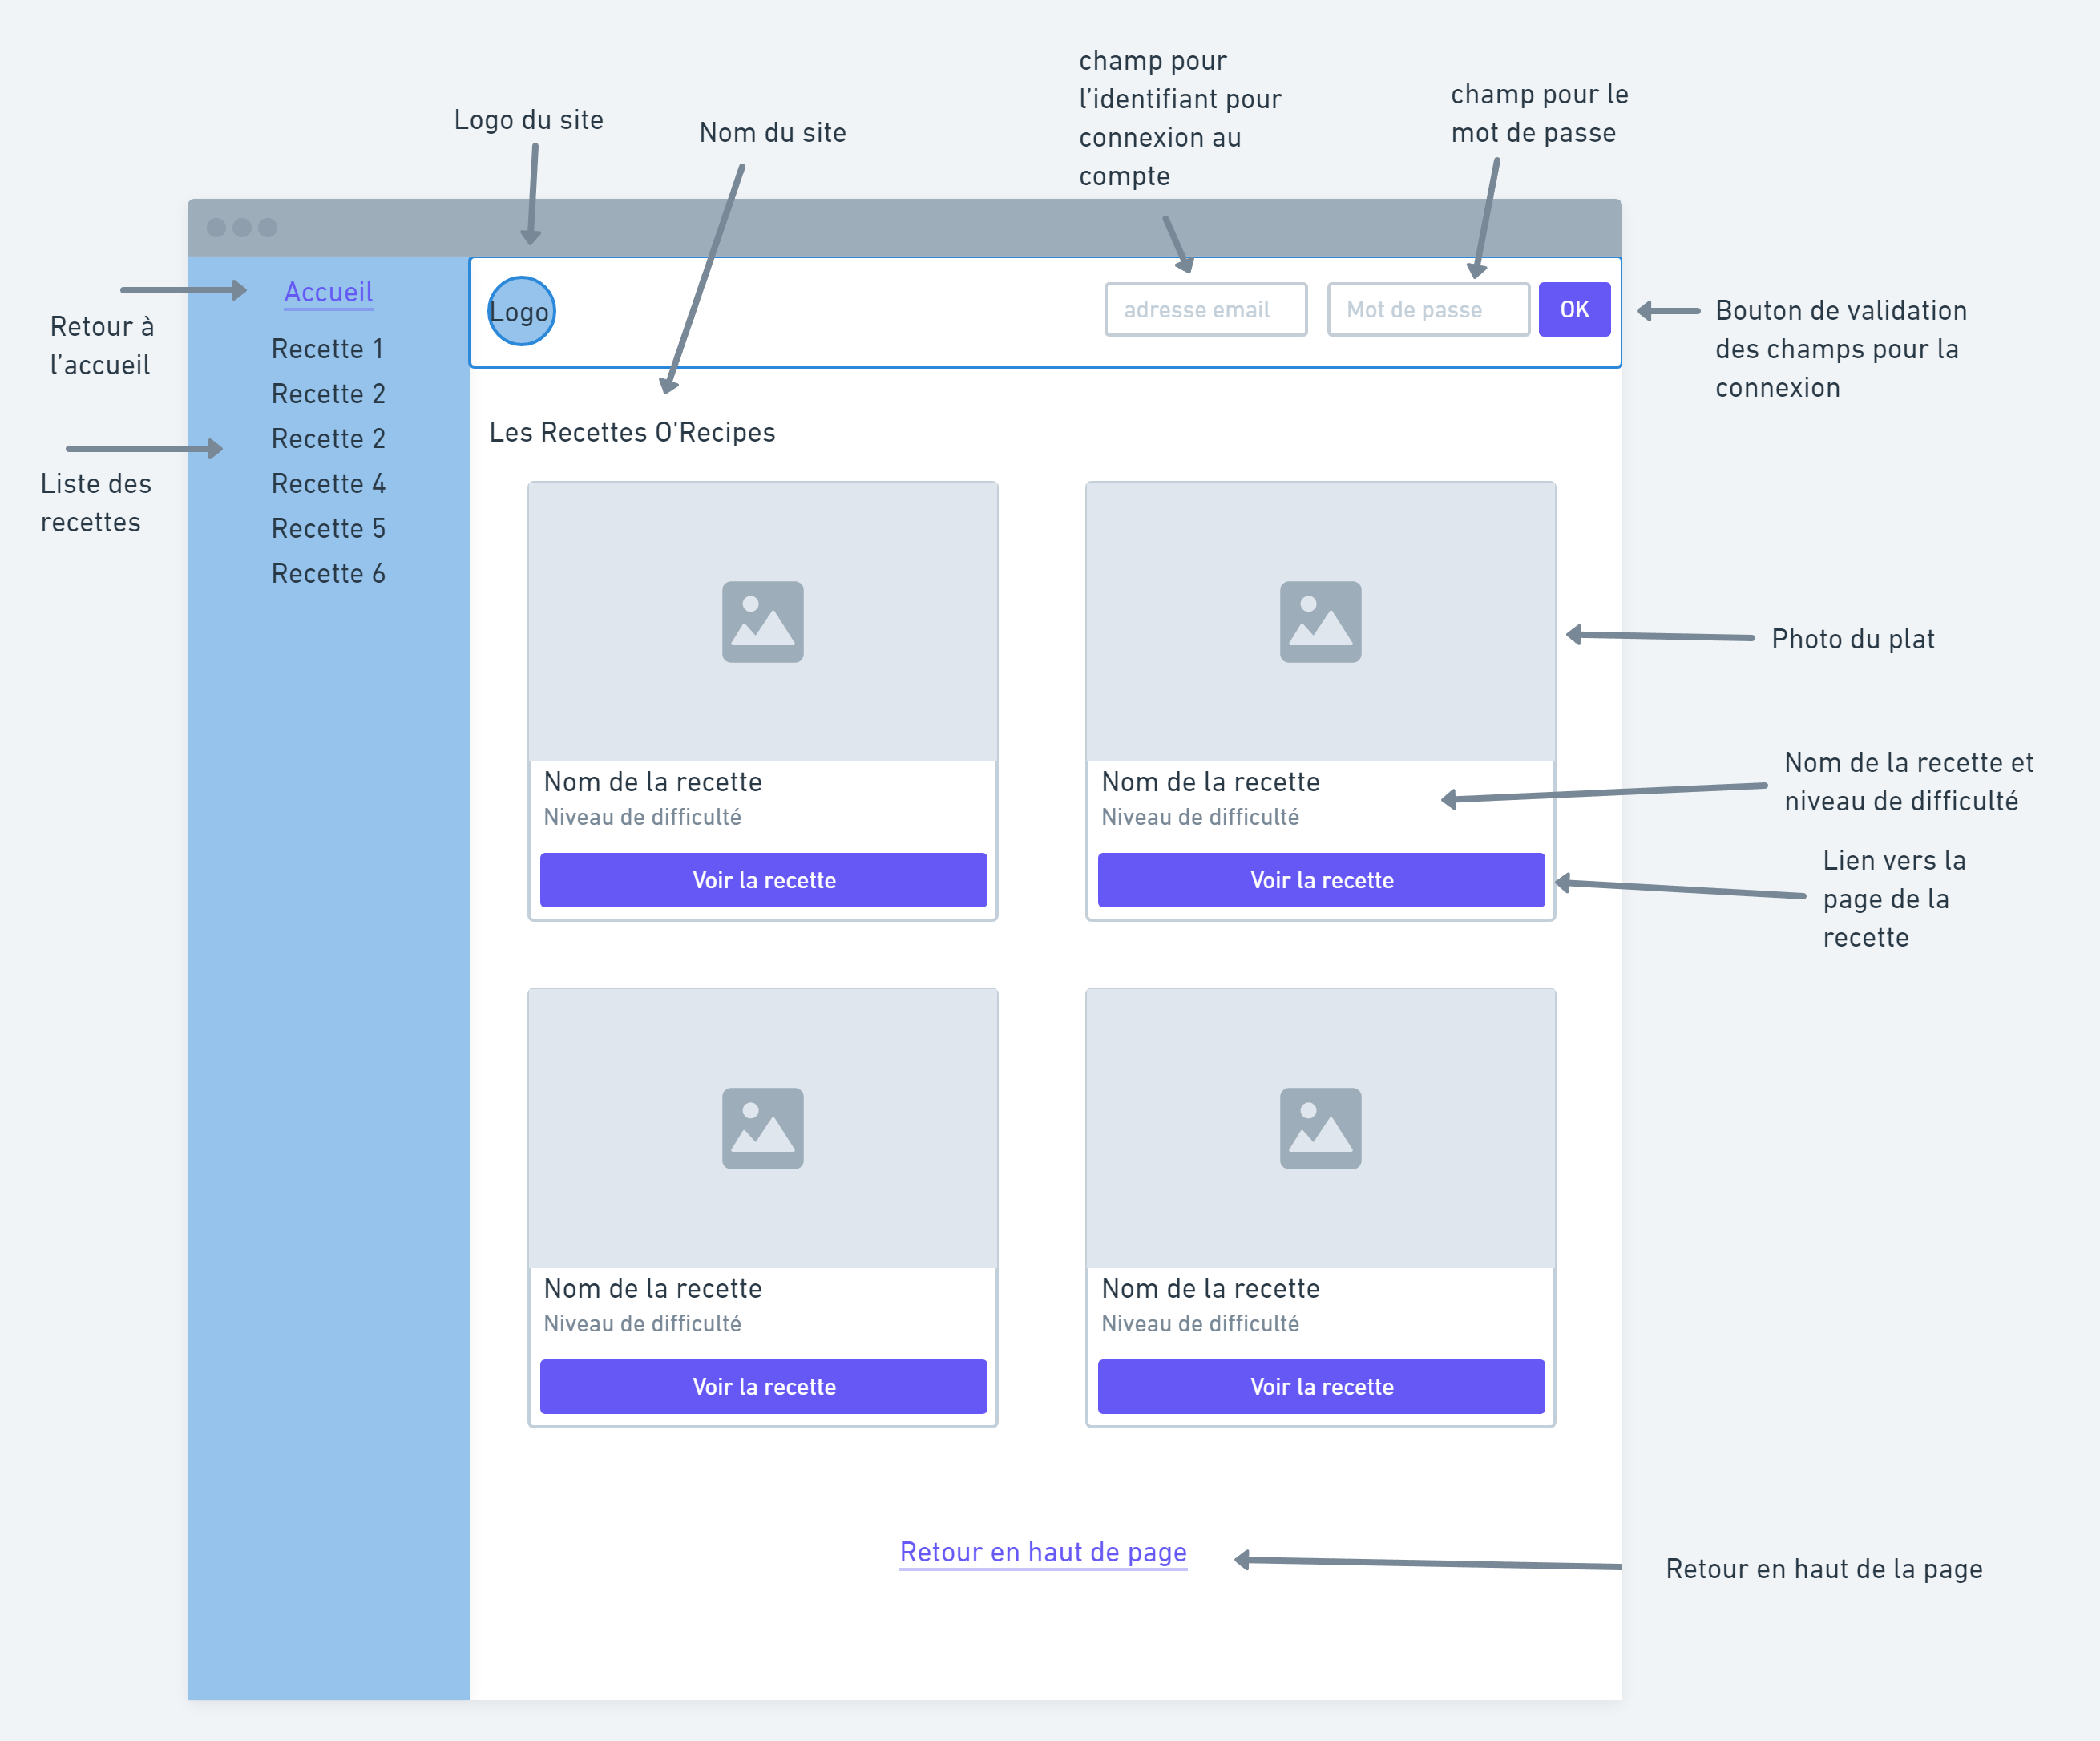 champ pour
l'identifiant pour
connexion au
compte
champ pour le
mot de passe
Logo du site
Nom du site
Accueil
Retour à
l'accueil
Recette 1
Recette 2
Recette 2
Recette 4
Recette 5
Recette 6
Liste des
recettes
Logo
adresse email
Mot de passe
OK
Bouton de validation
des champs pour la
connexion
Les Recettes O'Recipes
Nom de la recette
Niveau de difficulté
Voir la recette
Nom de la recette
Niveau de difficulté
Voir la recette
Photo du plat
Nom de la recette et
niveau de difficulté
Lien vers la
page de la
recette
Nom de la recette
Niveau de difficulté
Voir la recette
Nom de la recette
Niveau de difficulté
Voir la recette
Retour en haut de page
Retour en haut de la page